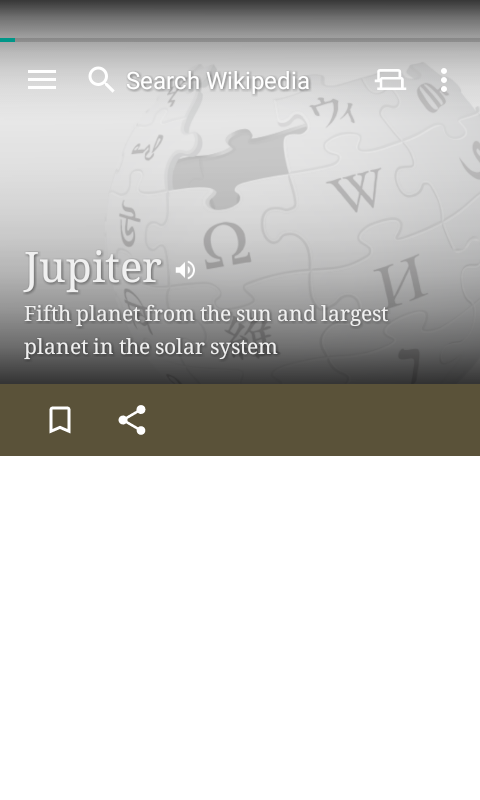 Search Wikipedia
Jupiter
Fifth planet from the sun and largest
planet in the solar system